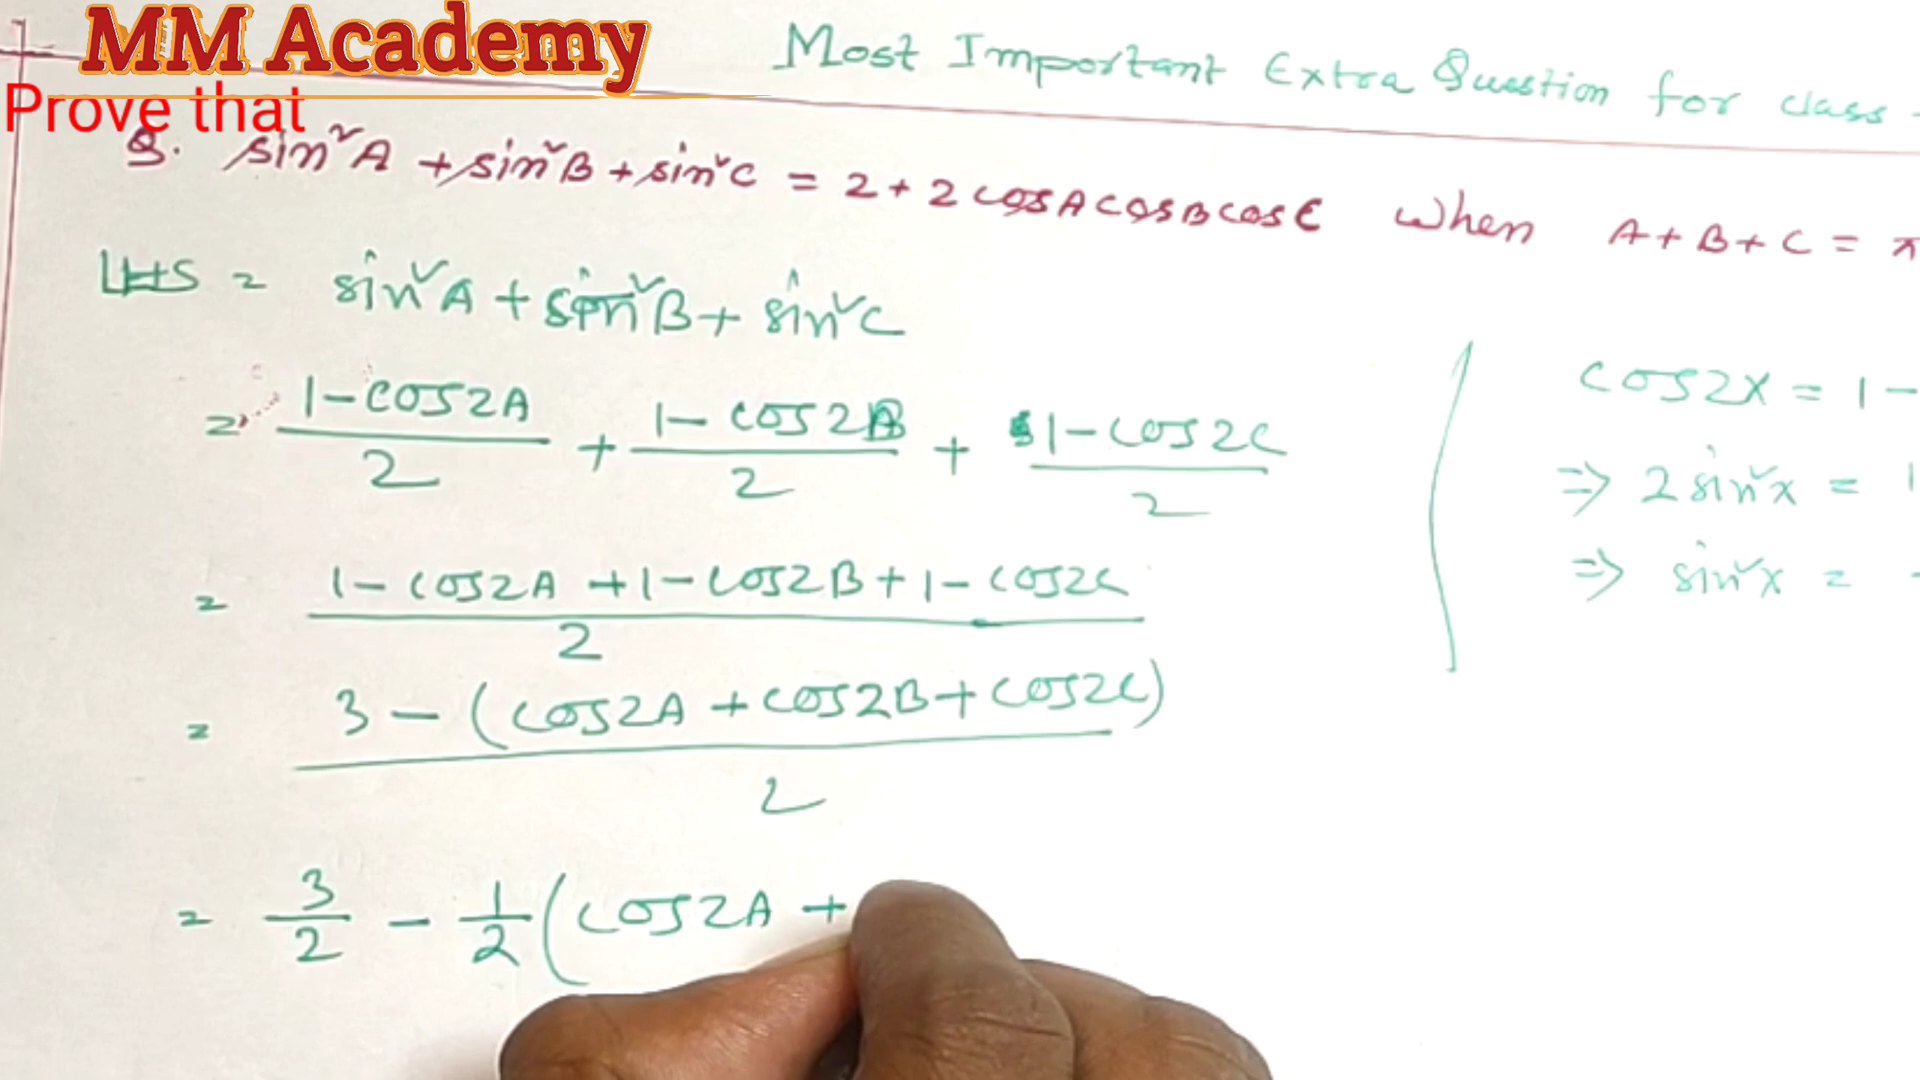 MM Academy
Most Important Extra Question for class
Prove that
Q. sin²A + sin²B + sin²C = 2 + 2 cosA cosB cosC when A + B + C = π
LHS = sin²A + sin²B + sin²C
= 1-cos2A/2 + 1-cos2B/2 + 1-cos2C/2
= 1-cos2A + 1-cos2B + 1-cos2C / 2
= 3 - (cos2A + cos2B + cos2C) / 2
= 3/2 - 1/2 (cos2A +
cos2x = 1 -
⇒ 2sin²x = 1
⇒ sin²x =